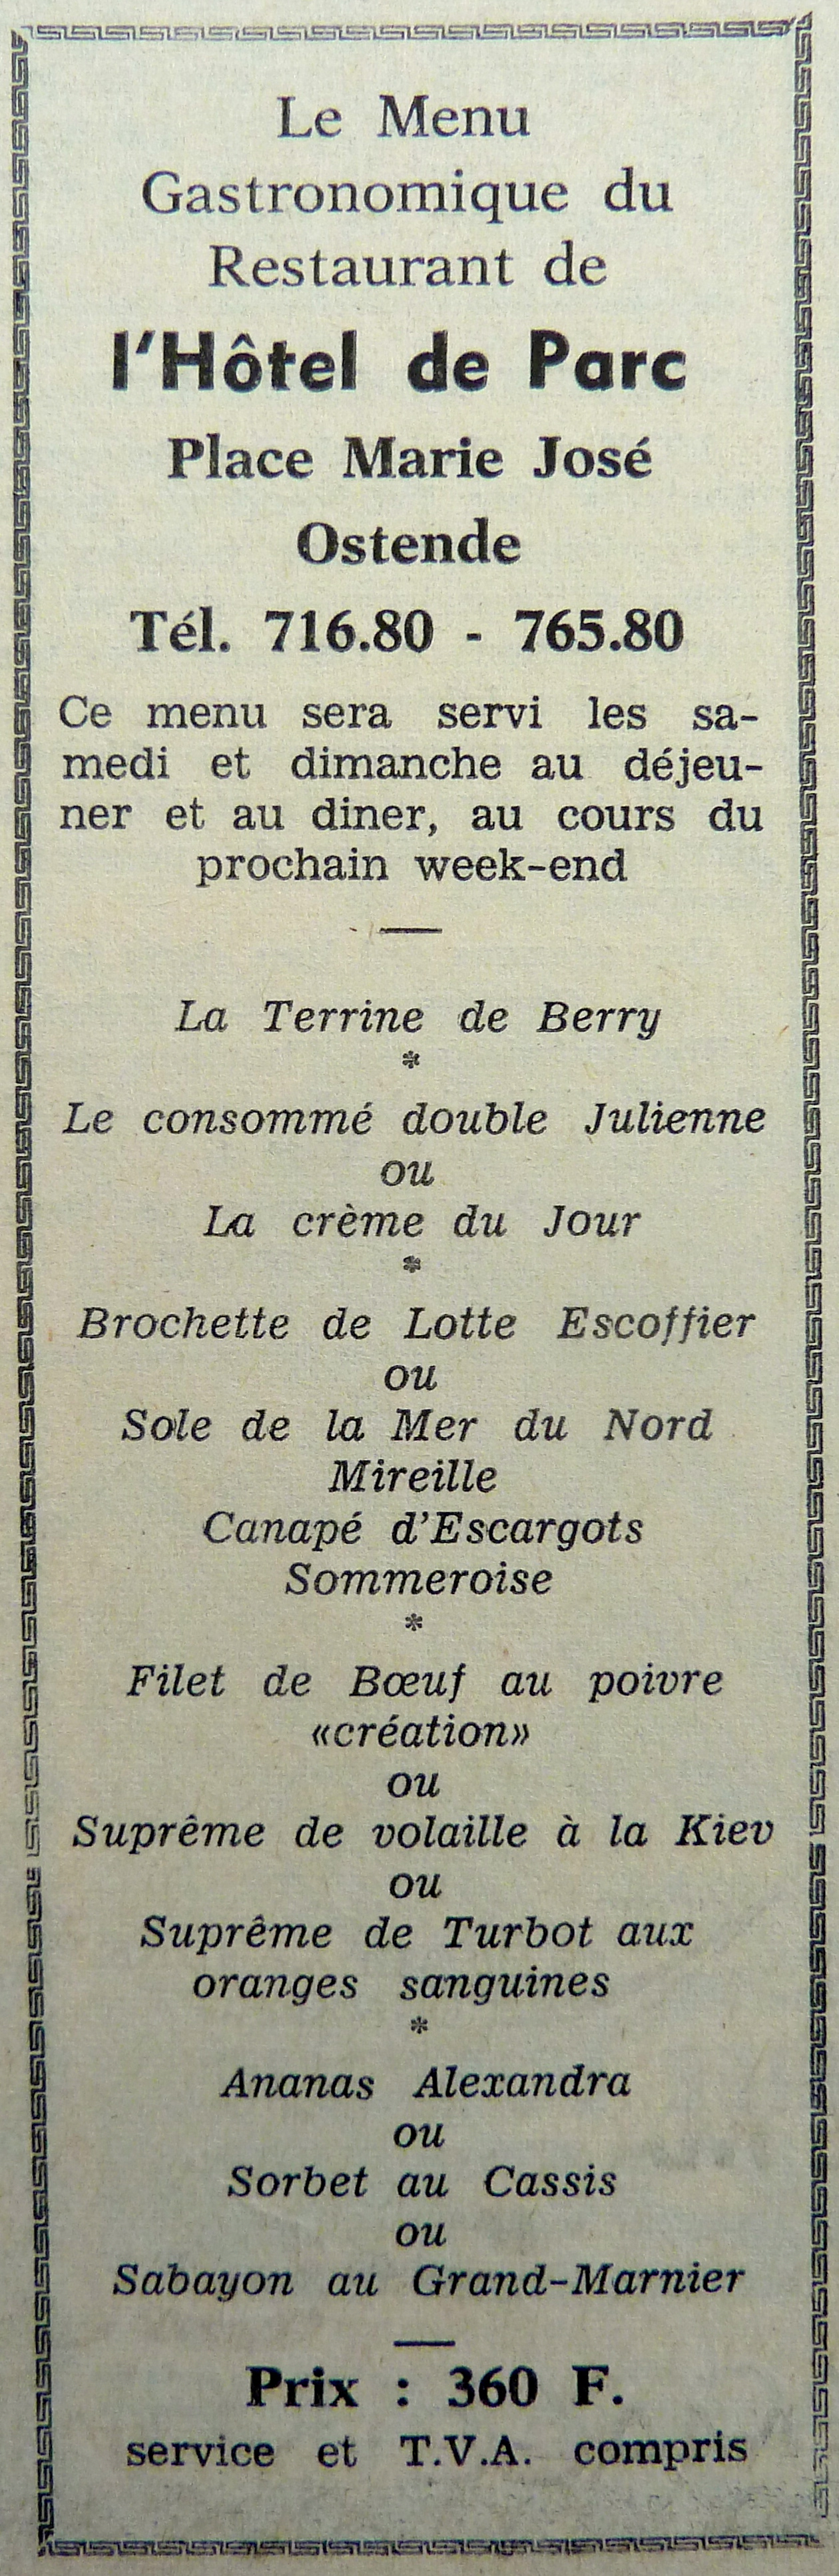 Le Menu
Gastronomique du
Restaurant de
l'Hôtel de Parc
Place Marie José
Ostende
Tél. 716.80 - 765.80
Ce menu sera servi les sa-
medi et dimanche au déjeu-
ner et au diner, au cours du
prochain week-end
La Terrine de Berry
*
Le consommé double Julienne
ou
La crème du Jour
*
Brochette de Lotte Escoffier
ou
Sole de la Mer du Nord
Mireille
Canapé d'Escargots
Sommeroise
*
Filet de Bœuf au poivre
«création»
ou
Suprême de volaille à la Kiev
ou
Suprême de Turbot aux
oranges sanguines
*
Ananas Alexandra
ou
Sorbet au Cassis
ou
Sabayon au Grand-Marnier
Prix : 360 F.
service et T.V.A. compris